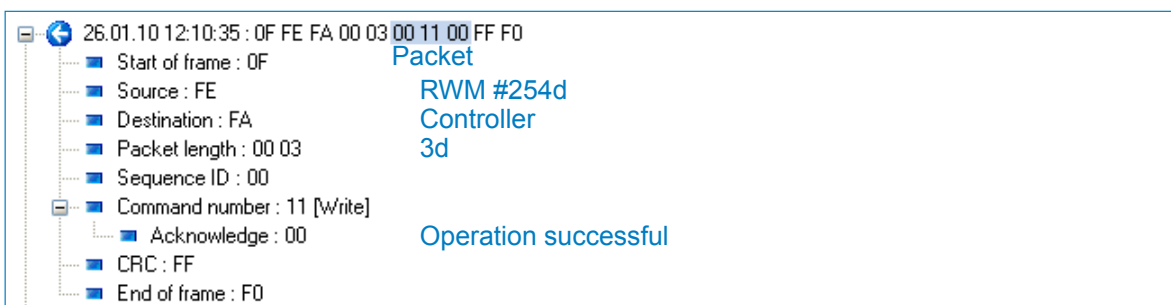 26.01.10 12:10:35 : 0F FE FA 00 03 00 11 00 FF F0
Start of frame : 0F Packet
Source : FE RWM #254d
Destination : FA Controller
Packet length : 00 03 3d
Sequence ID : 00
Command number : 11 [Write]
Acknowledge : 00 Operation successful
CRC : FF
End of frame : F0